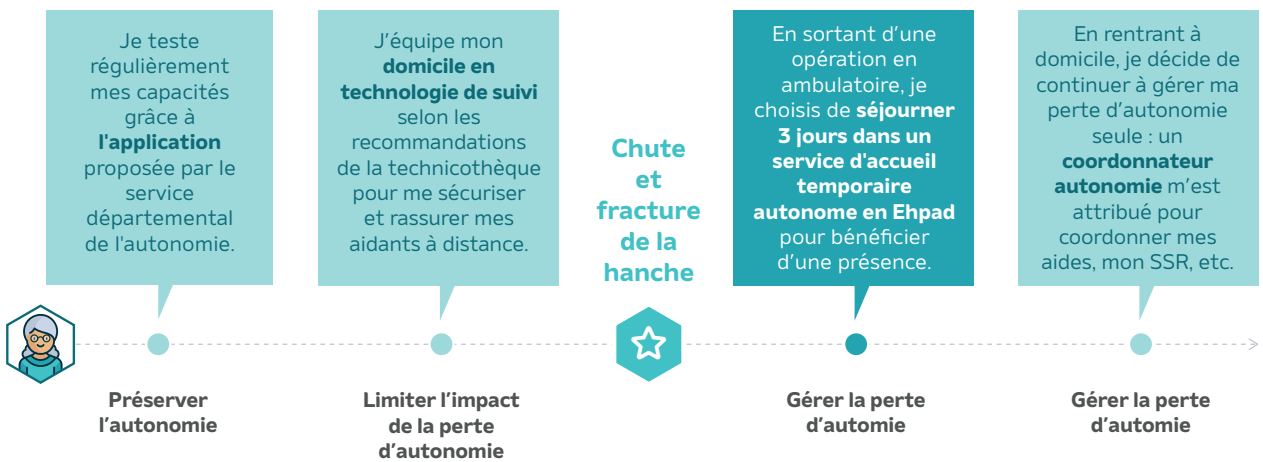 Je teste
régulièrement
mes capacités
grâce à
l'application
proposée par le
service
départemental
de l'autonomie.
J'équipe mon
domicile en
technologie de suivi
selon les
recommandations
de la technicothèque
pour me sécuriser
et rassurer mes
aidants à distance.
Chute
et
fracture
de la
hanche
En sortant d'une
opération en
ambulatoire, je
choisis de séjourner
3 jours dans un
service d'accueil
temporaire
autonome en Ehpad
pour bénéficier
d'une présence.
En rentrant à
domicile, je décide de
continuer à gérer ma
perte d'autonomie
seule : un
coordonnateur
autonomie m'est
attribué pour
coordonner mes
aides, mon SSR, etc.
Préserver
l'autonomie
Limiter l'impact
de la perte
d'autonomie
Gérer la perte
d'automie
Gérer la perte
d'automie